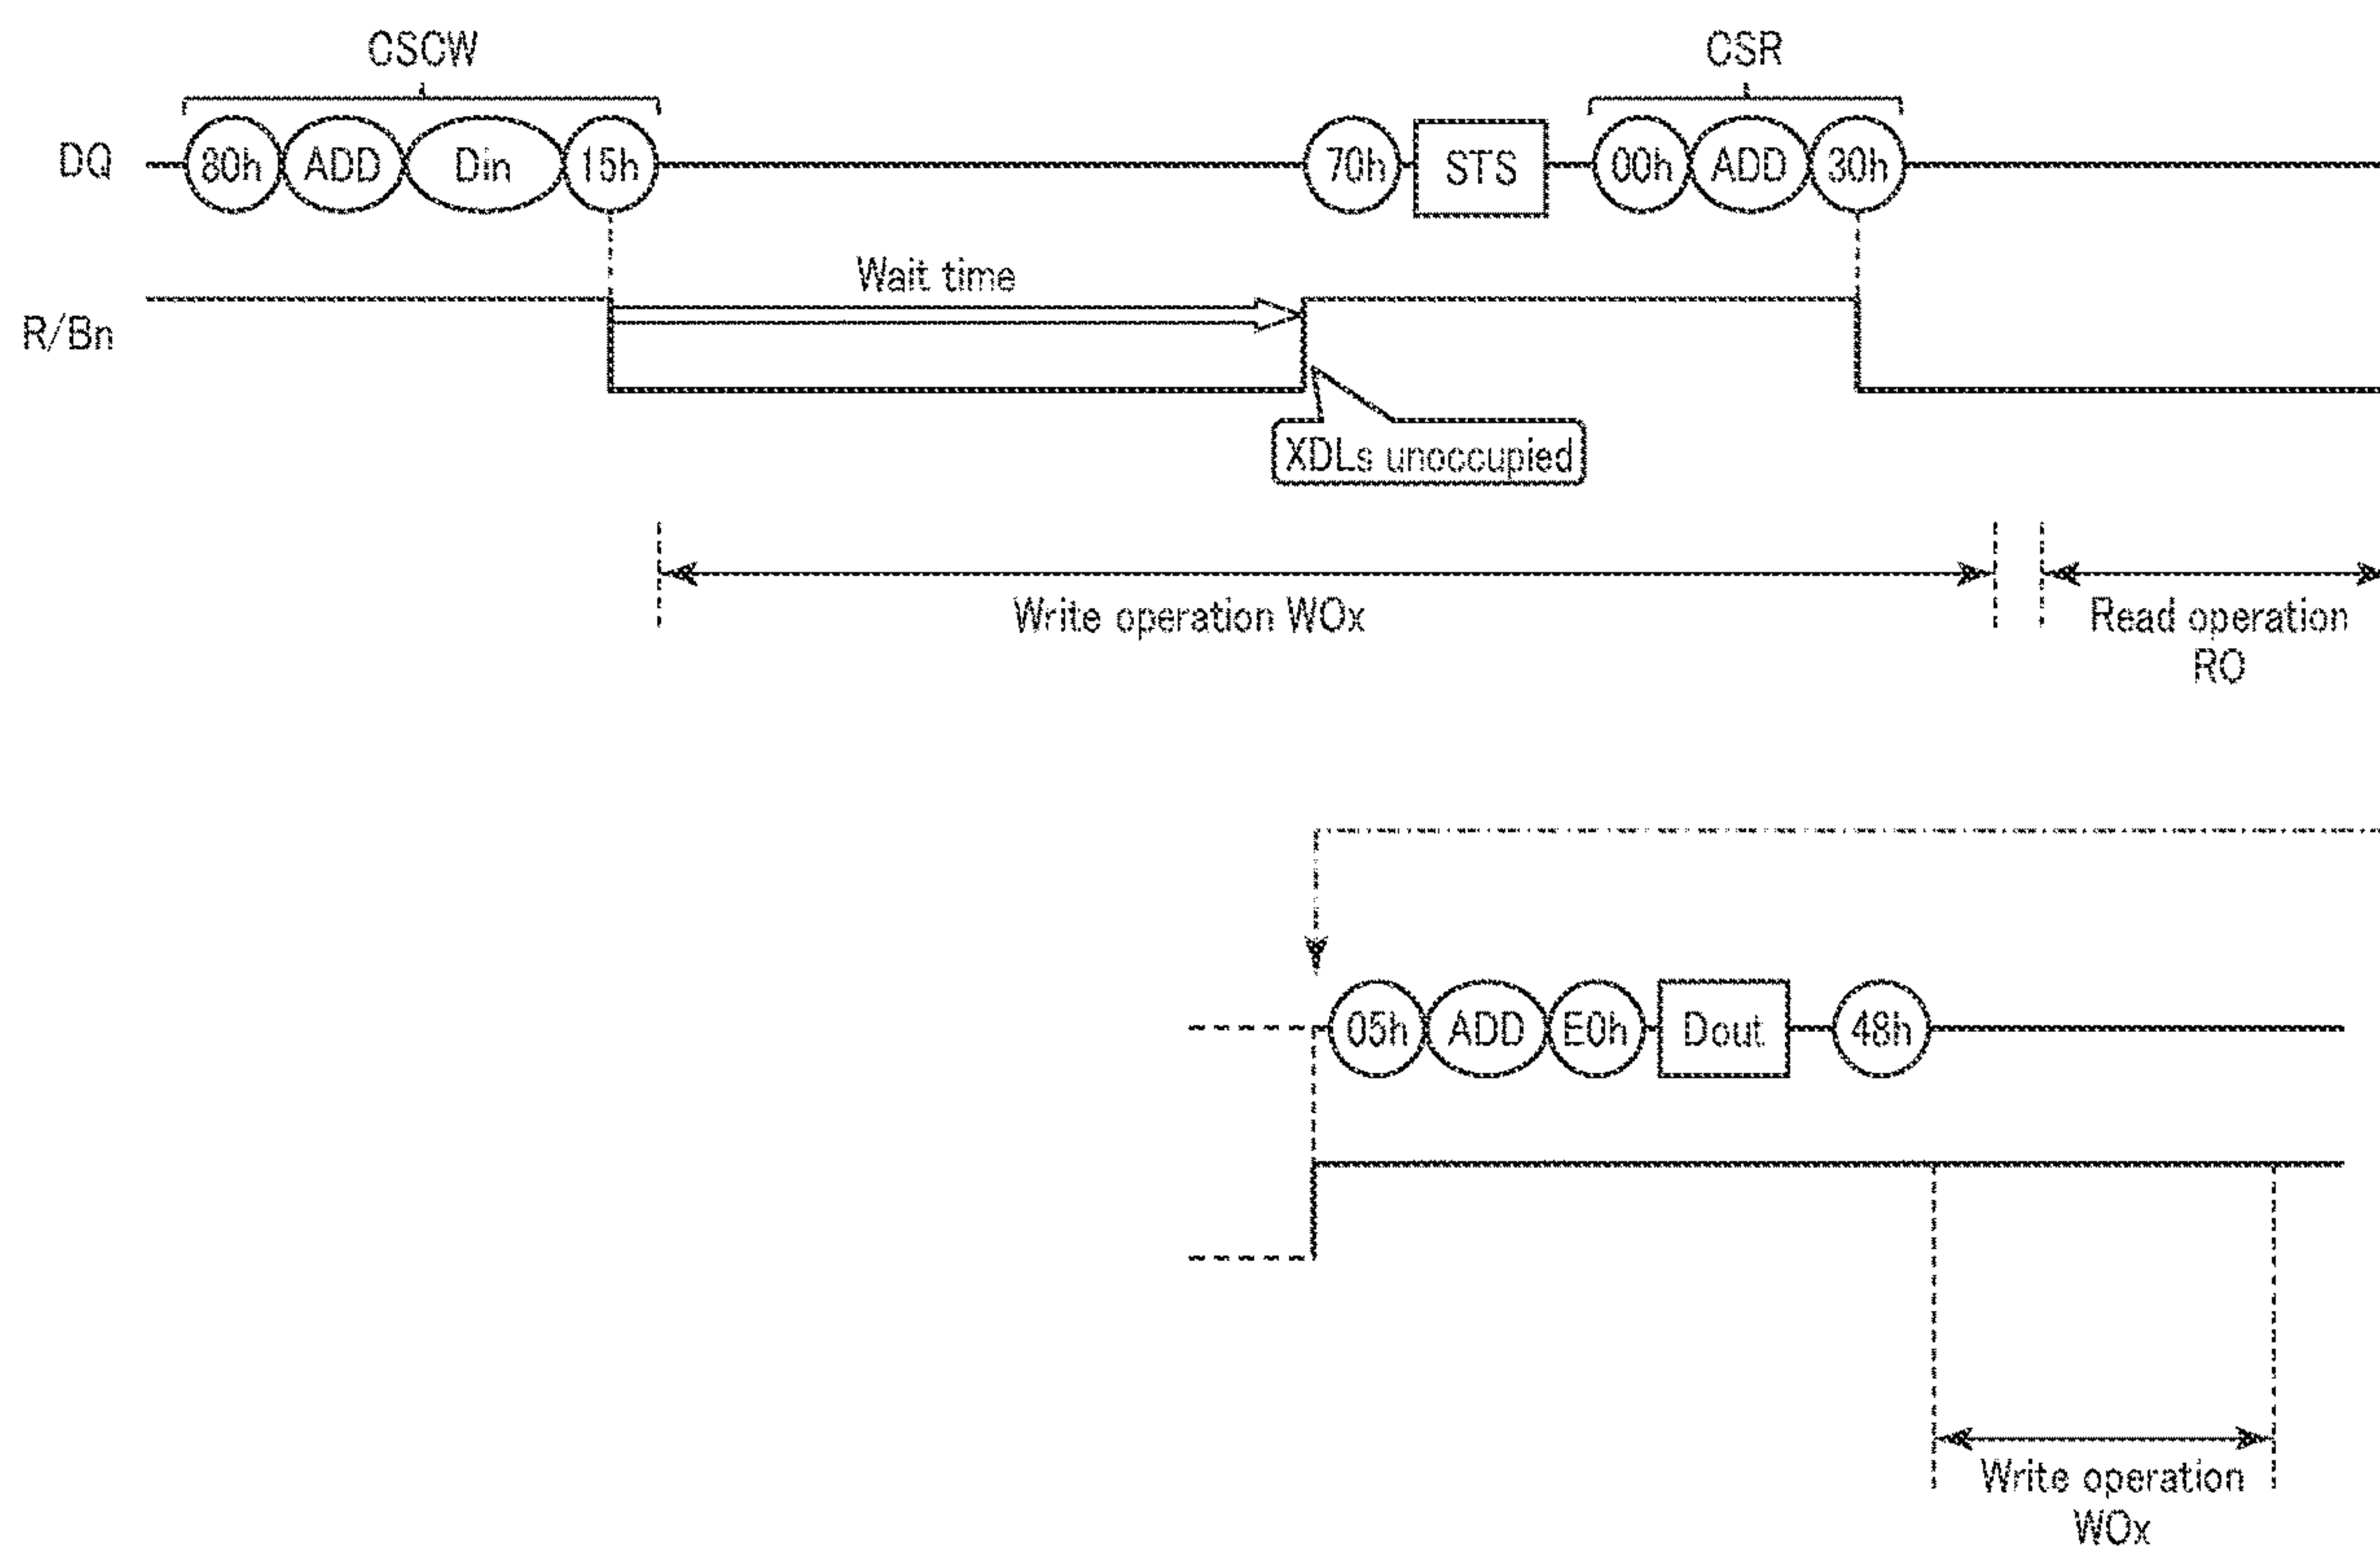 CSCW
CSR
DQ 80h ADD Din 15h 70h STS 00h ADD 30h
Wait time
R/Bn
XDLs unoccupied
Write operation WOx
Read operation
RO
05h ADD E0h Dout 48h
Write operation
WOx